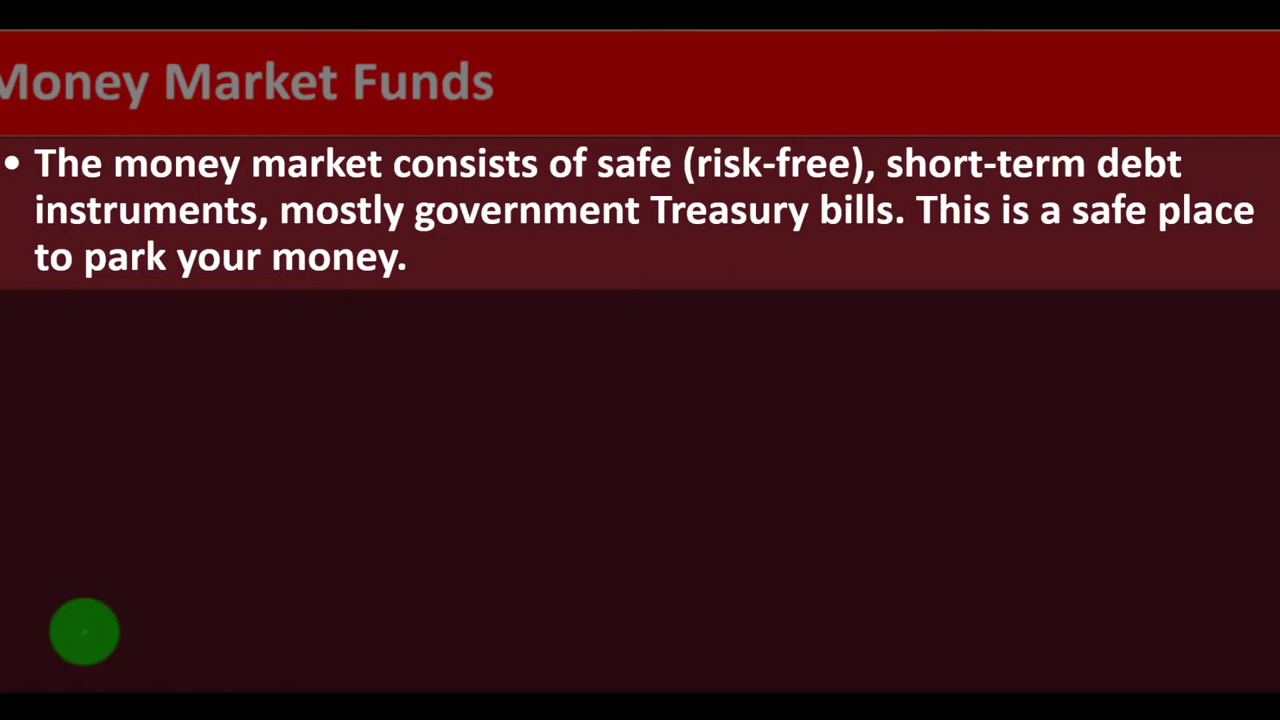 Money Market Funds
• The money market consists of safe (risk-free), short-term debt
instruments, mostly government Treasury bills. This is a safe place
to park your money.